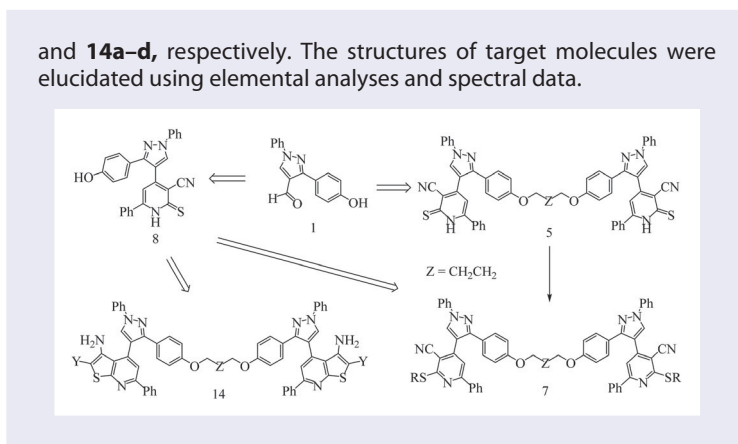 and 14a–d, respectively. The structures of target molecules were
elucidated using elemental analyses and spectral data.
Ph
N-N
HO
CN
Ph
N
H
S
8
Ph
N-N
H
O
OH
1
Ph
N-N
NC
S
N
H
Ph
O
Z
O
Ph
N-N
CN
Ph
N
H
S
5
Z = CH₂CH₂
Ph
N-N
H₂N
Y
S
N
Ph
O
Z
O
Ph
N-N
NH₂
Y
Ph
N
S
14
Ph
N-N
NC
RS
N
Ph
O
Z
O
Ph
N-N
CN
Ph
N
SR
7